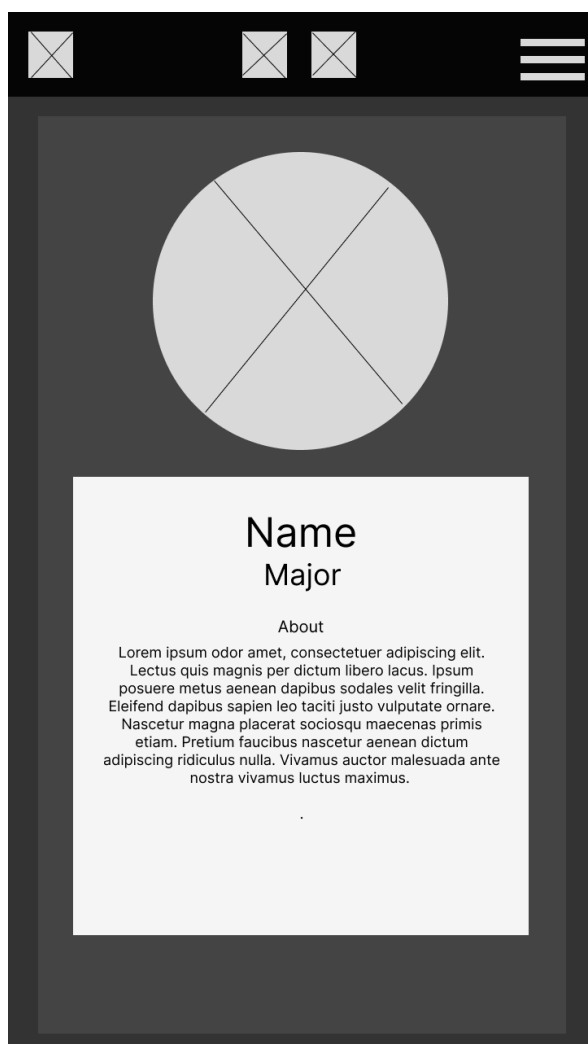 Name
Major
About
Lorem ipsum odor amet, consectetuer adipiscing elit.
Lectus quis magnis per dictum libero lacus. Ipsum
posuere metus aenean dapibus sodales velit fringilla.
Eleifend dapibus sapien leo taciti justo vulputate ornare.
Nascetur magna placerat sociosqu maecenas primis
etiam. Pretium faucibus nascetur aenean dictum
adipiscing ridiculus nulla. Vivamus auctor malesuada ante
nostra vivamus luctus maximus.
.